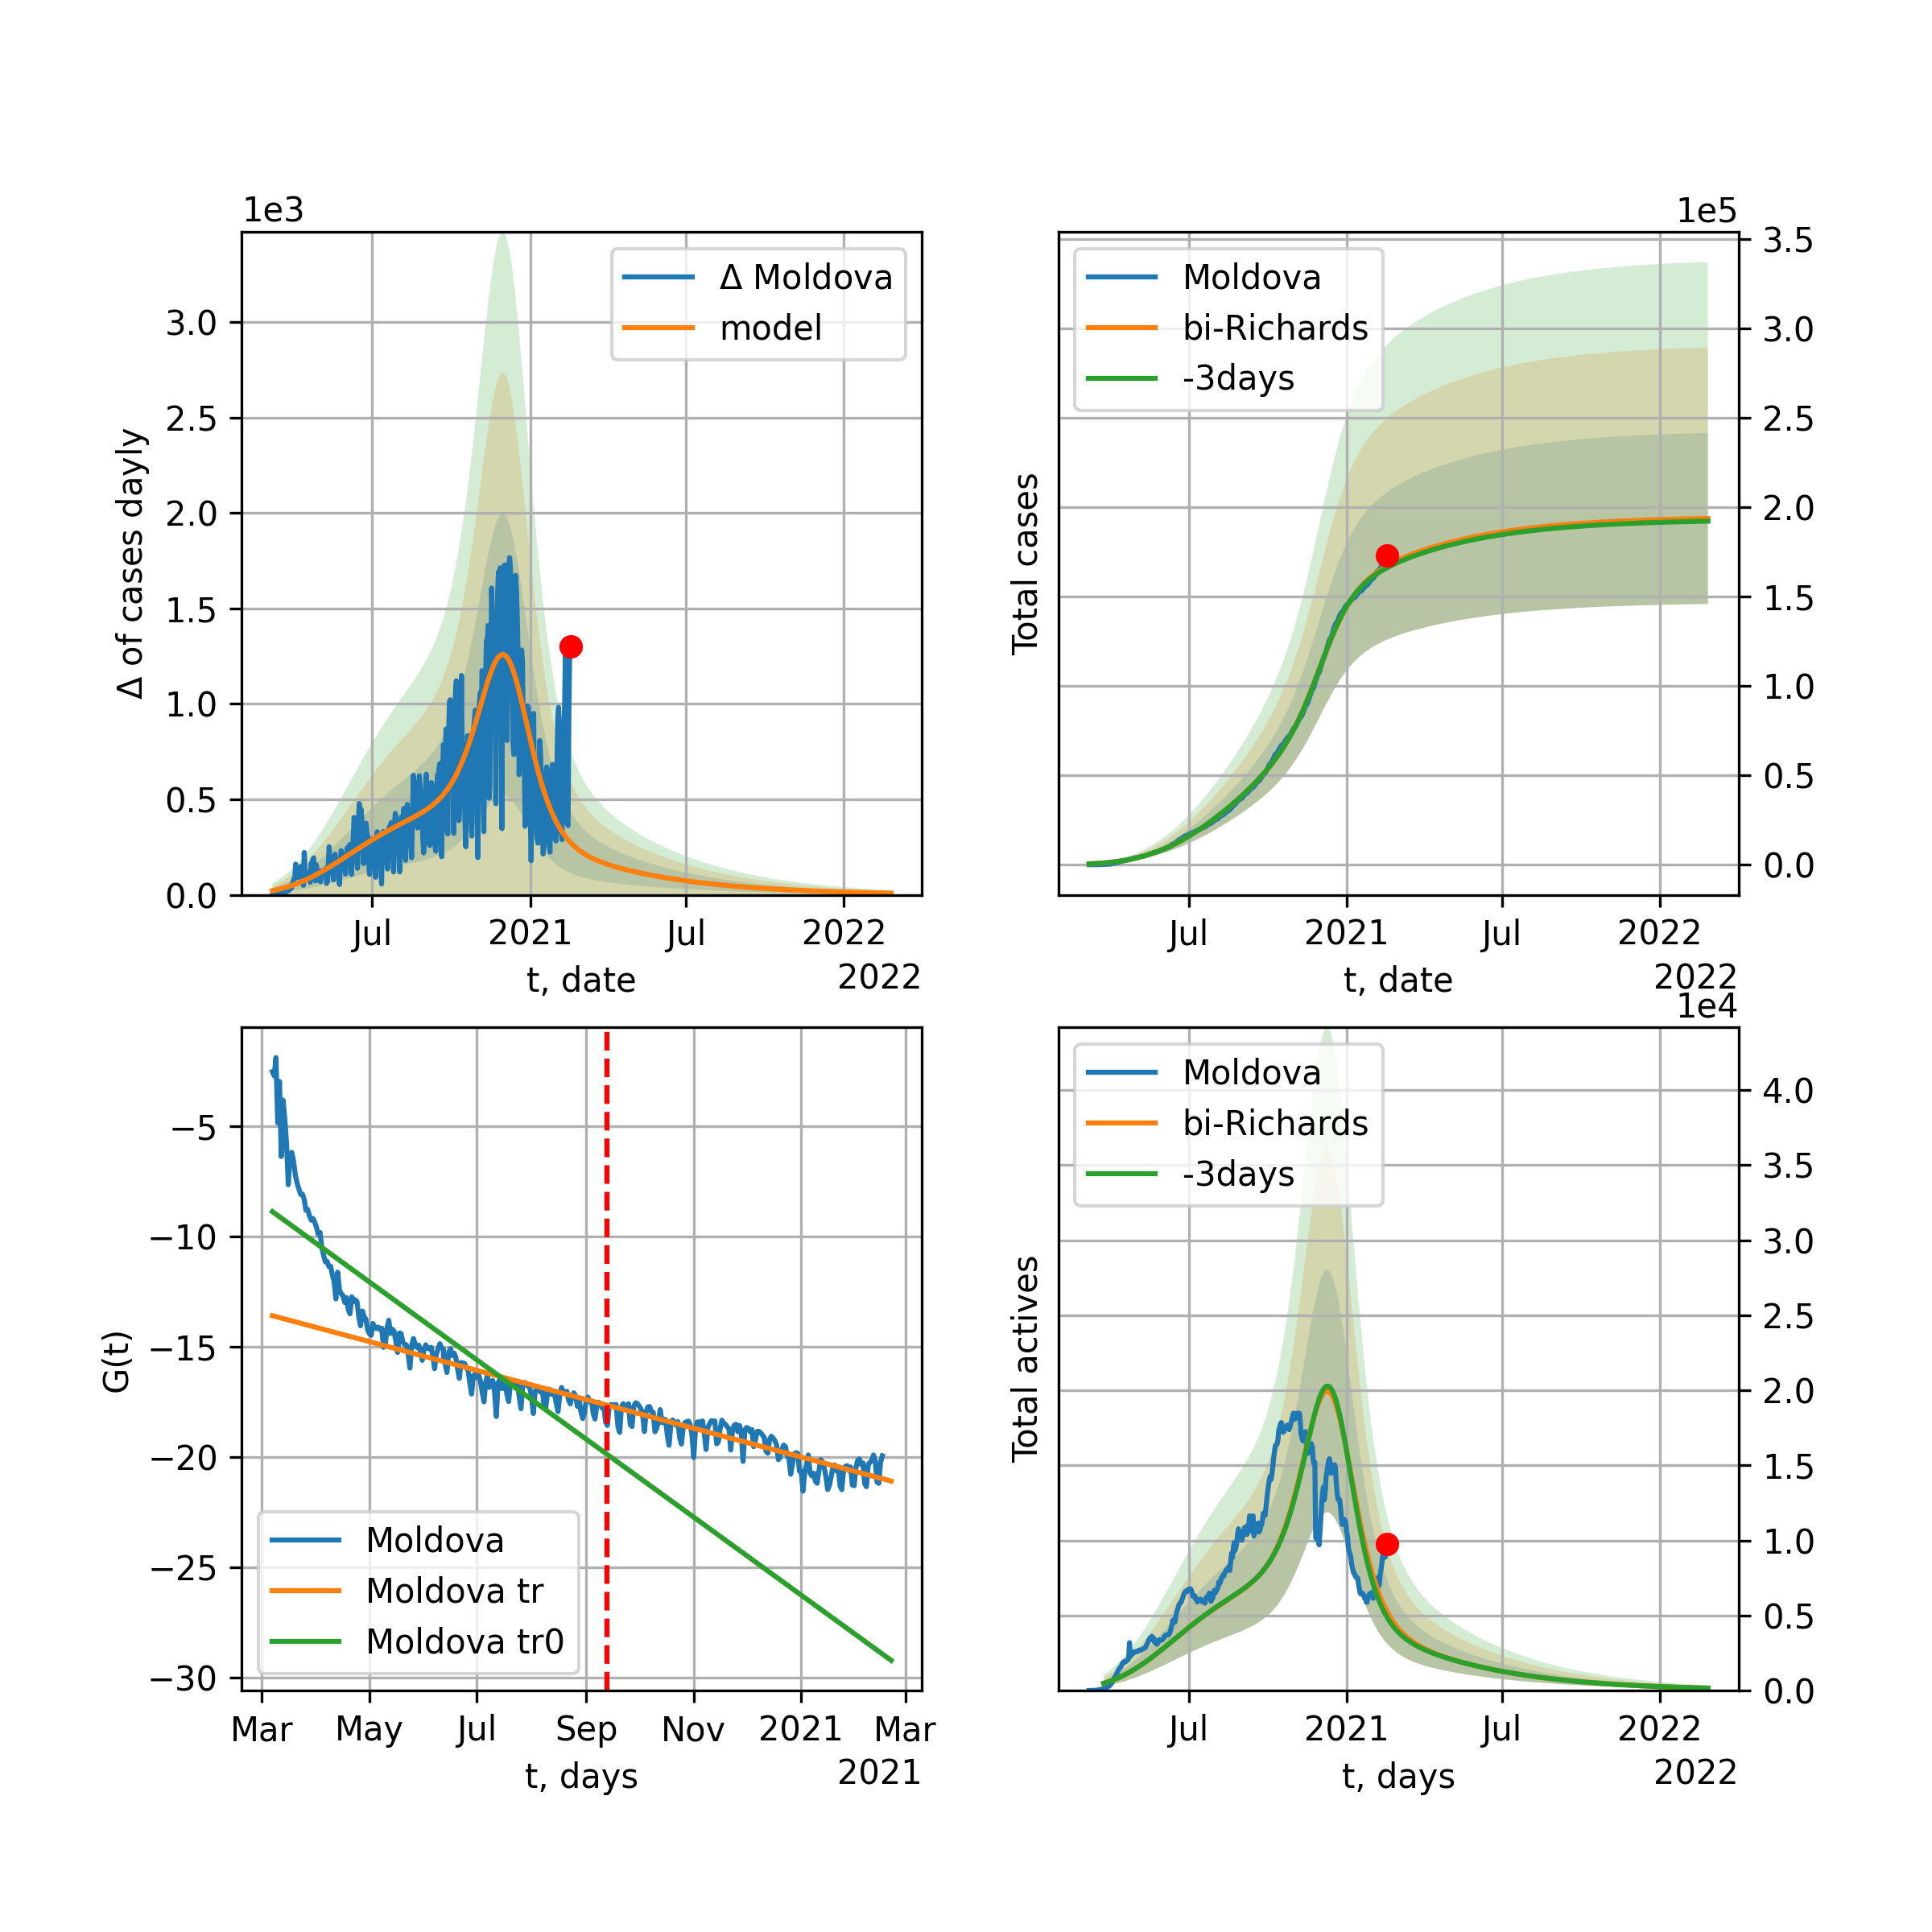 1e3
Δ Moldova
model
3.0
2.5
2.0
1.5
1.0
0.5
0.0
Δ of cases dayly
Jul
2021
Jul
2022
t, date
2022
1e5
Moldova
bi-Richards
-3days
3.5
3.0
2.5
2.0
1.5
1.0
0.5
0.0
Total cases
Jul
2021
Jul
2022
t, date
2022
−5
−10
−15
−20
−25
−30
G(t)
Moldova
Moldova tr
Moldova tr0
Mar
May
Jul
Sep
Nov
2021
Mar
t, days
2021
1e4
Moldova
bi-Richards
-3days
4.0
3.5
3.0
2.5
2.0
1.5
1.0
0.5
0.0
Total actives
Jul
2021
Jul
2022
t, days
2022